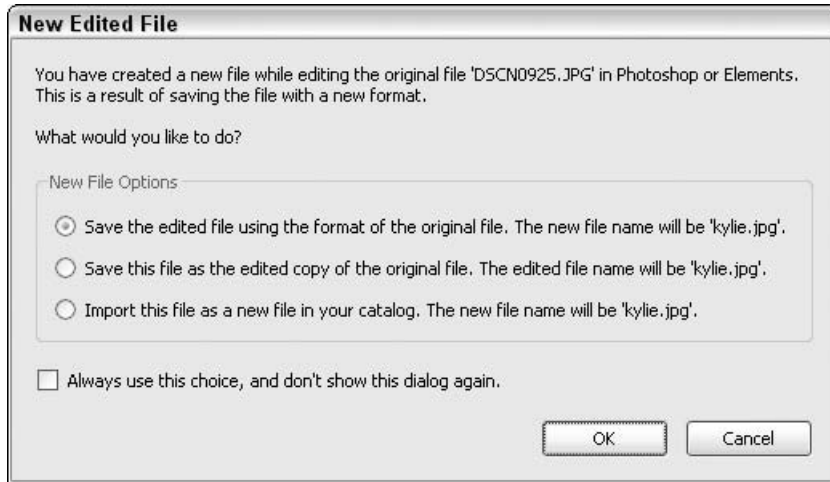 New Edited File
You have created a new file while editing the original file 'DSCN0925.JPG' in Photoshop or Elements.
This is a result of saving the file with a new format.
What would you like to do?
New File Options
Save the edited file using the format of the original file. The new file name will be 'kylie.jpg'.
Save this file as the edited copy of the original file. The edited file name will be 'kylie.jpg'.
Import this file as a new file in your catalog. The new file name will be 'kylie.jpg'.
Always use this choice, and don't show this dialog again.
OK Cancel